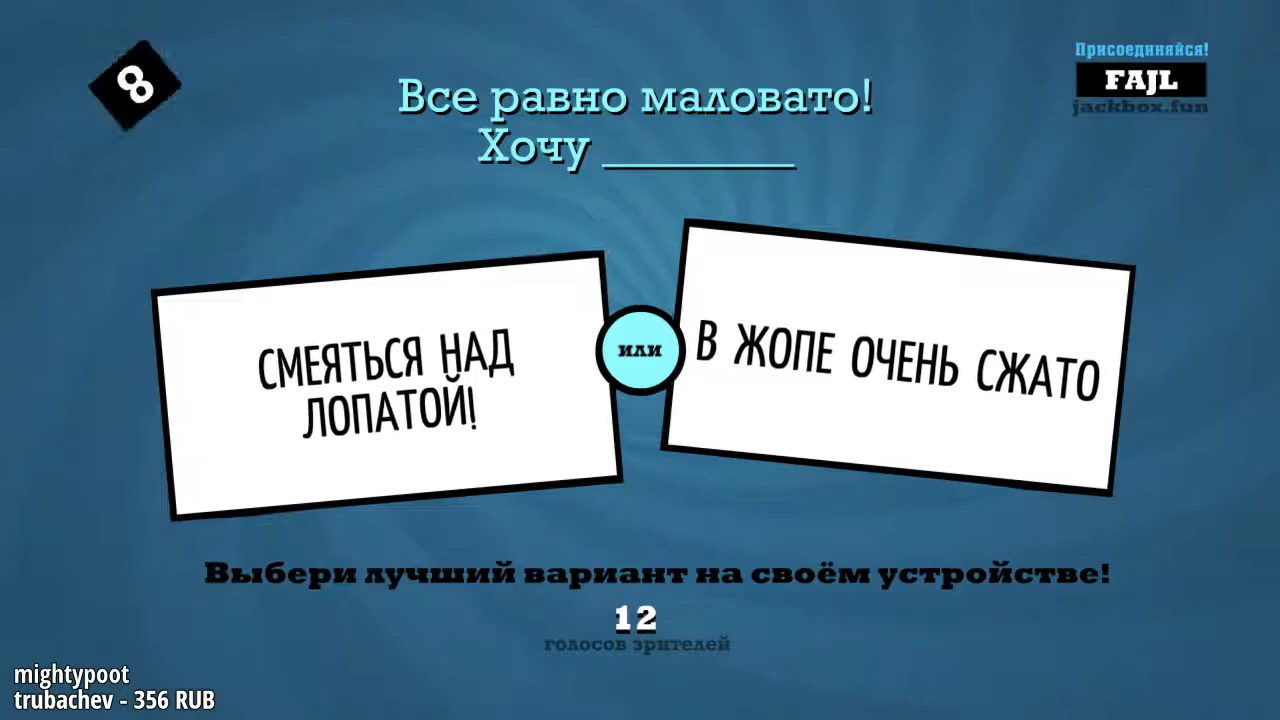 8
Присоединяйся!
FAJL
jackbox.fun
Все равно маловато!
Хочу ________
СМЕЯТЬСЯ НАД
ЛОПАТОЙ!
или
В ЖОПЕ ОЧЕНЬ СЖАТО
Выбери лучший вариант на своём устройстве!
12
голосов зрителей
mightypoot
trubachev - 356 RUB